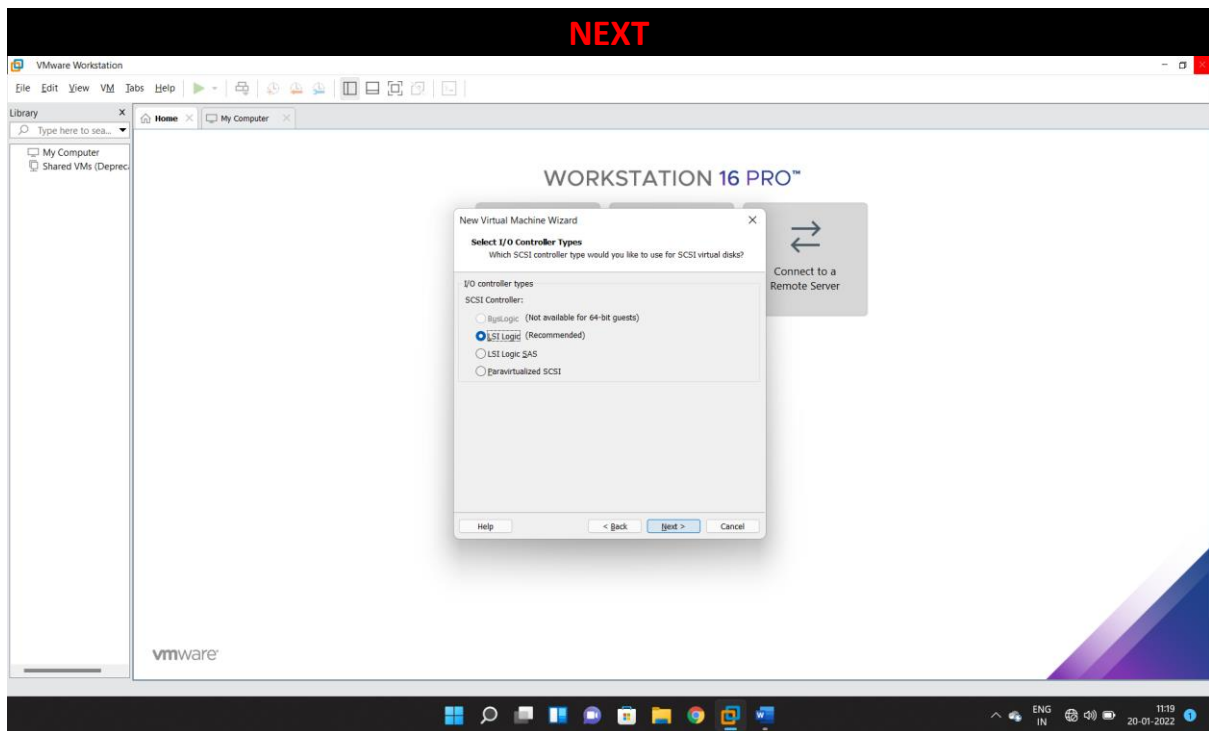 NEXT
VMware Workstation
File Edit View VM Tabs Help
Library X
Type here to sea...
Home
My Computer
My Computer
Shared VMs (Deprec
WORKSTATION 16 PRO™
New Virtual Machine Wizard
Select I/O Controller Types
Which SCSI controller type would you like to use for SCSI virtual disks?
Connect to a
Remote Server
I/O controller types
SCSI Controller:
BusLogic (Not available for 64-bit guests)
LSI Logic (Recommended)
LSI Logic SAS
Paravirtualized SCSI
Help < Back Next > Cancel
vmware
ENG
IN
11:19
20-01-2022
1